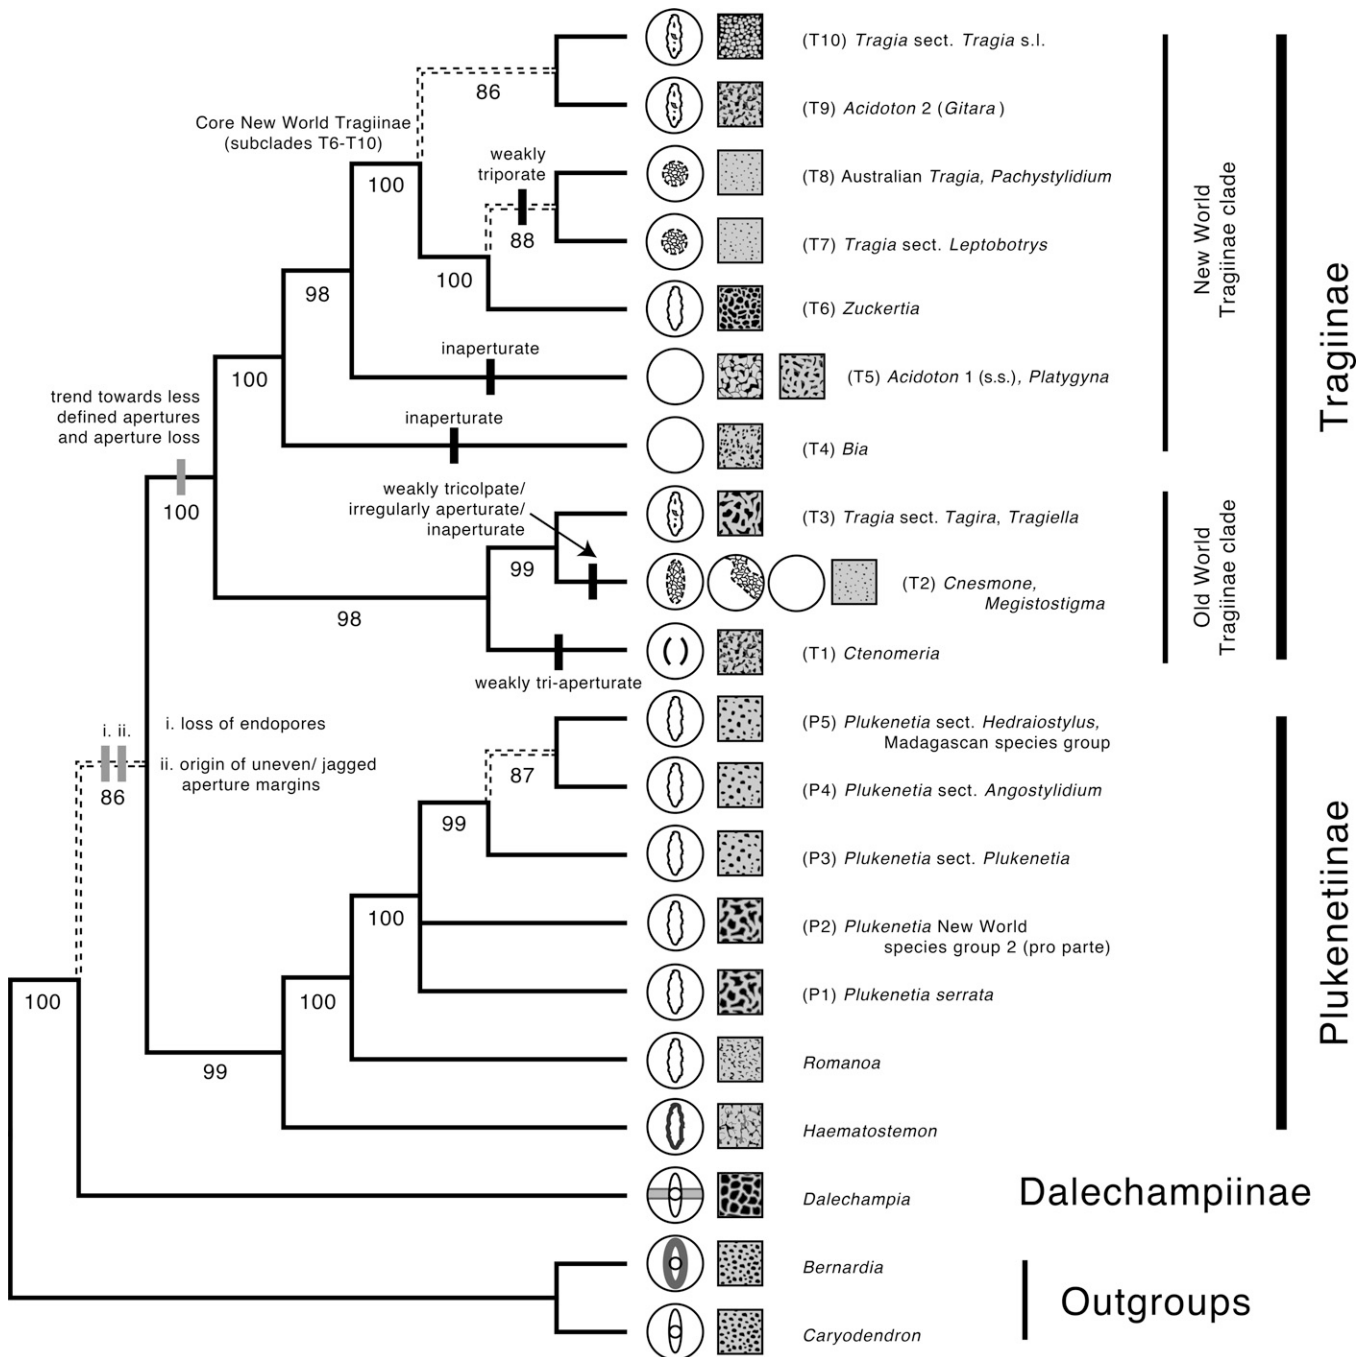 (T10) Tragia sect. Tragia s.l.
86
(T9) Acidoton 2 (Gitara)
Core New World Tragiinae
(subclades T6-T10)
weakly
triporate
100
(T8) Australian Tragia, Pachystylidium
88
(T7) Tragia sect. Leptobotrys
100
98
(T6) Zuckertia
inaperturate
100
(T5) Acidoton 1 (s.s.), Platygyna
trend towards less
defined apertures
and aperture loss
inaperturate
(T4) Bia
weakly tricolpate/
irregularly aperturate/
inaperturate
100
(T3) Tragia sect. Tagira, Tragiella
99
(T2) Cnesmone,
Megistostigma
98
(T1) Ctenomeria
weakly tri-aperturate
New World
Tragiinae clade
Old World
Tragiinae clade
Tragiinae
i. ii.
i. loss of endopores
ii. origin of uneven/ jagged
aperture margins
86
(P5) Plukenetia sect. Hedraiostylus,
Madagascan species group
87
(P4) Plukenetia sect. Angostylidium
99
(P3) Plukenetia sect. Plukenetia
100
(P2) Plukenetia New World
species group 2 (pro parte)
100
100
(P1) Plukenetia serrata
99
Romanoa
Haematostemon
Plukenetiinae
Dalechampia
Dalechampiinae
Bernardia
Outgroups
Caryodendron